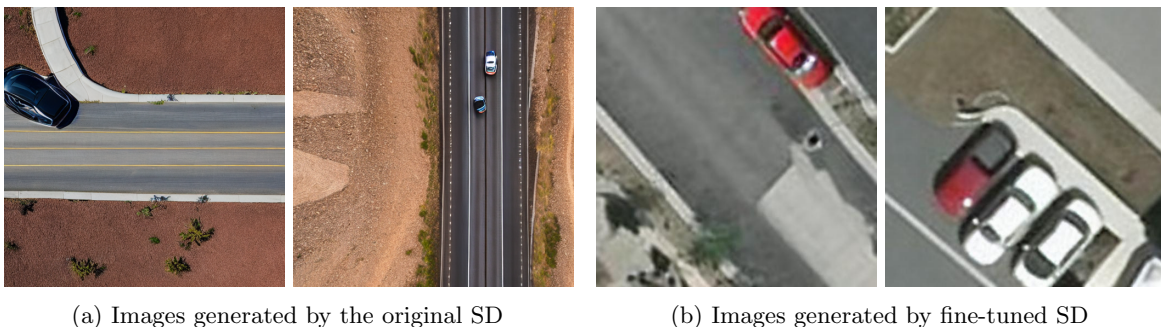 (a) Images generated by the original SD
(b) Images generated by fine-tuned SD